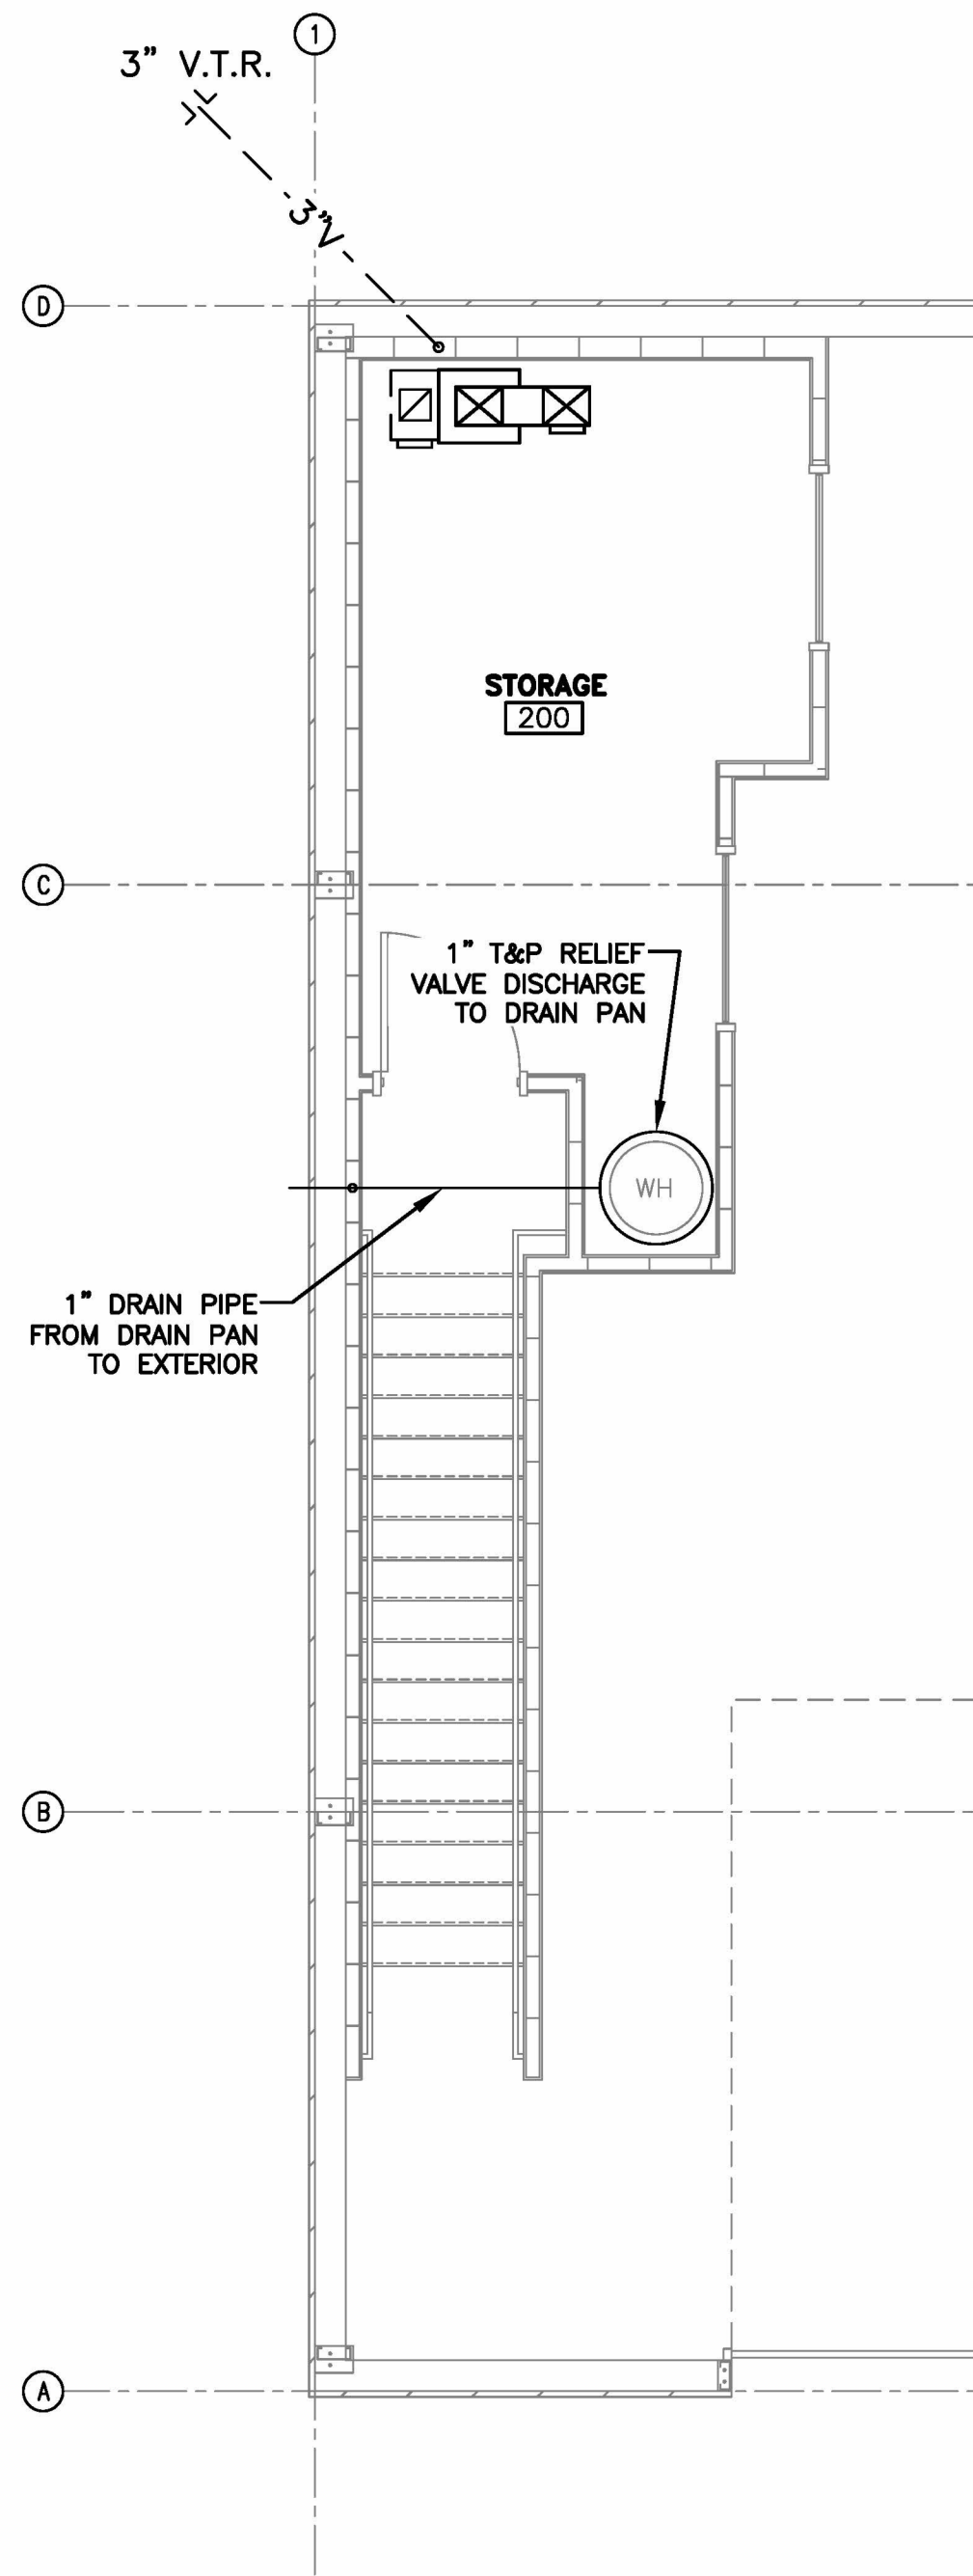 1
3” V.T.R.
3”V
D
STORAGE
200
C
1” T&P RELIEF
VALVE DISCHARGE
TO DRAIN PAN
WH
1” DRAIN PIPE
FROM DRAIN PAN
TO EXTERIOR
B
A